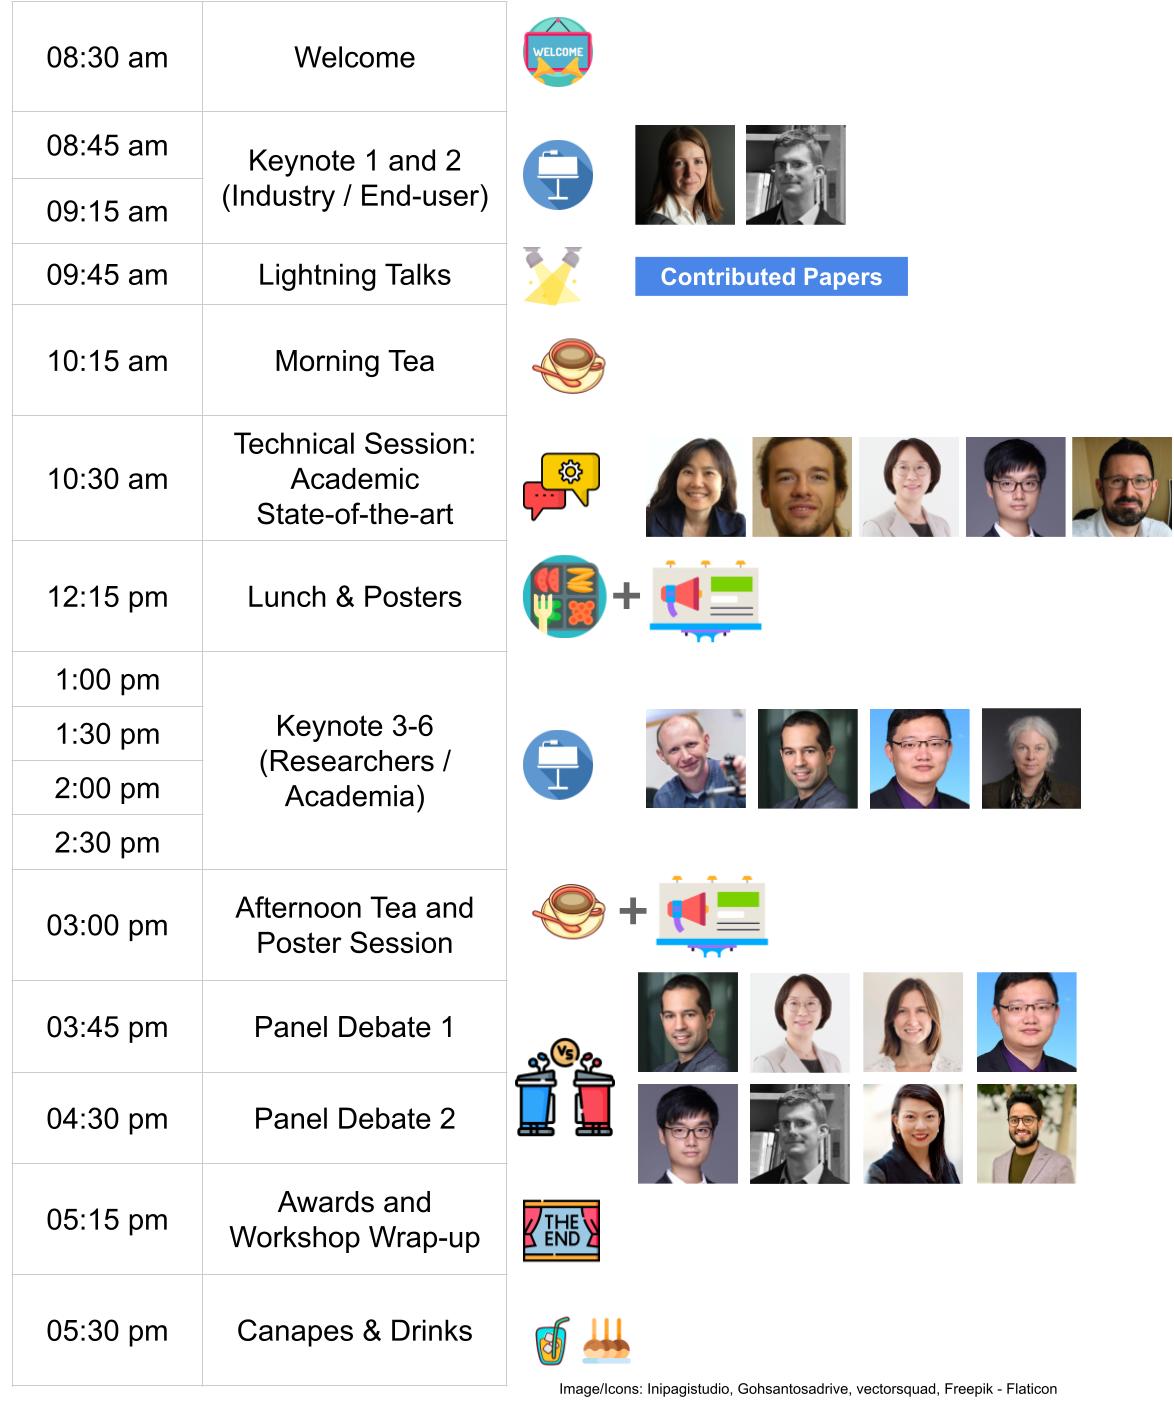 08:30 am
Welcome
WELCOME
08:45 am
09:15 am
Keynote 1 and 2
(Industry / End-user)
09:45 am
Lightning Talks
Contributed Papers
10:15 am
Morning Tea
10:30 am
Technical Session:
Academic
State-of-the-art
12:15 pm
Lunch & Posters
+
1:00 pm
1:30 pm
2:00 pm
2:30 pm
Keynote 3-6
(Researchers /
Academia)
03:00 pm
Afternoon Tea and
Poster Session
+
03:45 pm
Panel Debate 1
VS
04:30 pm
Panel Debate 2
05:15 pm
Awards and
Workshop Wrap-up
THE
END
05:30 pm
Canapes & Drinks
Image/Icons: Inipagistudio, Gohsantosadrive, vectorsquad, Freepik - Flaticon